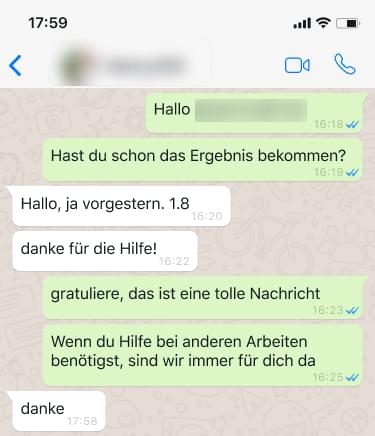 17:59
Hallo
16:18
Hast du schon das Ergebnis bekommen?
16:19
Hallo, ja vorgestern. 1.8
16:20
danke für die Hilfe!
16:22
gratuliere, das ist eine tolle Nachricht
16:23
Wenn du Hilfe bei anderen Arbeiten
benötigst, sind wir immer für dich da
16:25
danke
17:58